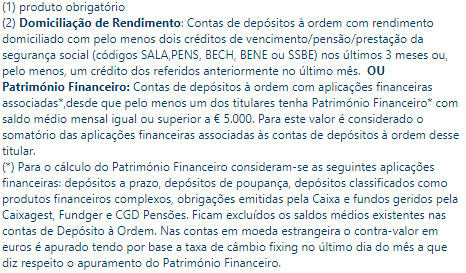 (1) produto obrigatório
(2) Domiciliação de Rendimento: Contas de depósitos à ordem com rendimento
domiciliado com pelo menos dois créditos de vencimento/pensão/prestação da
segurança social (códigos SALA,PENS, BECH, BENE ou SSBE) nos últimos 3 meses ou,
pelo menos, um crédito dos referidos anteriormente no último mês. OU
Património Financeiro: Contas de depósitos à ordem com aplicações financeiras
associadas*,desde que pelo menos um dos titulares tenha Património Financeiro* com
saldo médio mensal igual ou superior a € 5.000. Para este valor é considerado o
somatório das aplicações financeiras associadas às contas de depósitos à ordem desse
titular.
(*) Para o cálculo do Património Financeiro consideram-se as seguintes aplicações
financeiras: depósitos a prazo, depósitos de poupança, depósitos classificados como
produtos financeiros complexos, obrigações emitidas pela Caixa e fundos geridos pela
Caixagest, Fundger e CGD Pensões. Ficam excluídos os saldos médios existentes nas
contas de Depósito à Ordem. Nas contas em moeda estrangeira o contra-valor em
euros é apurado tendo por base a taxa de câmbio fixing no último dia do mês a que
diz respeito o apuramento do Património Financeiro.